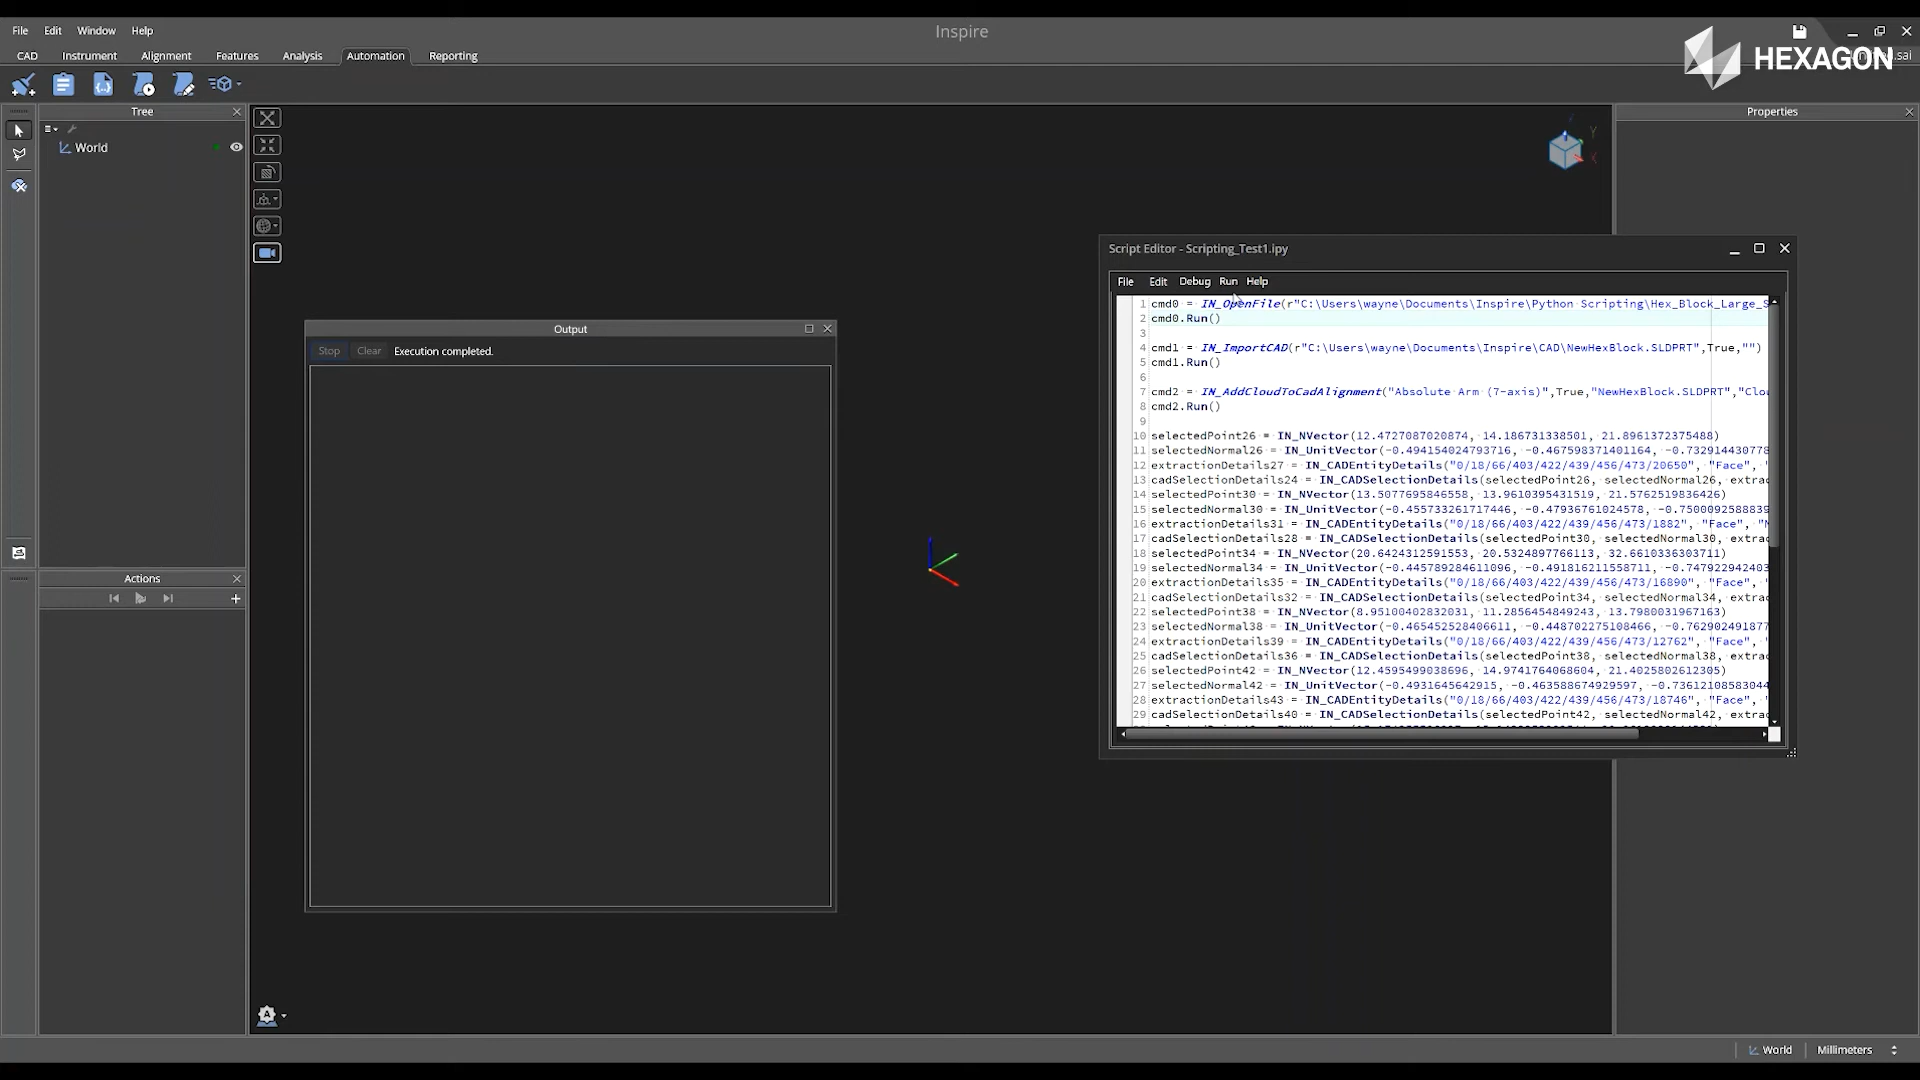 File Edit Window Help
Inspire
CAD Instrument Alignment Features Analysis Automation Reporting
HEXAGON
Tree
Properties
World
Script Editor - Scripting_Test1.ipy
File Edit Debug Run Help
1 cmd0 = IN_OpenFile(r"C:\Users\wayne\Documents\Inspire\Python Scripting\Hex_Block_Large_S
2 cmd0.Run()
3
4 cmd1 = IN_ImportCAD(r"C:\Users\wayne\Documents\Inspire\CAD\NewHexBlock.SLDPRT",True,"")
5 cmd1.Run()
6
7 cmd2 = IN_AddCloudToCadAlignment("Absolute Arm (7-axis)",True,"NewHexBlock.SLDPRT","Clou
8 cmd2.Run()
9
10 selectedPoint26 = IN_NVector(12.4727087020874, 14.186731338501, 21.8961372375488)
11 selectedNormal26 = IN_UnitVector(-0.494154024793716, -0.467598371401164, -0.732914430778
12 extractionDetails27 = IN_CADEntityDetails("0/18/66/403/422/439/456/473/20650", "Face", "
13 cadSelectionDetails24 = IN_CADSelectionDetails(selectedPoint26, selectedNormal26, extrac
14 selectedPoint30 = IN_NVector(13.5077695846558, 13.9610395431519, 21.5762519836426)
15 selectedNormal30 = IN_UnitVector(-0.455733261717446, -0.47936761024578, -0.7500092588839
16 extractionDetails31 = IN_CADEntityDetails("0/18/66/403/422/439/456/473/1882", "Face", "N
17 cadSelectionDetails28 = IN_CADSelectionDetails(selectedPoint30, selectedNormal30, extrac
18 selectedPoint34 = IN_NVector(20.6424312591553, 20.5324897766113, 32.6610336303711)
19 selectedNormal34 = IN_UnitVector(-0.445789284611096, -0.491816211558711, -0.747922942403
20 extractionDetails35 = IN_CADEntityDetails("0/18/66/403/422/439/456/473/16890", "Face", "
21 cadSelectionDetails32 = IN_CADSelectionDetails(selectedPoint34, selectedNormal34, extrac
22 selectedPoint38 = IN_NVector(8.95100402832031, 11.2856454849243, 13.7980031967163)
23 selectedNormal38 = IN_UnitVector(-0.465452528406611, -0.448702275108466, -0.762902491877
24 extractionDetails39 = IN_CADEntityDetails("0/18/66/403/422/439/456/473/12762", "Face", "
25 cadSelectionDetails36 = IN_CADSelectionDetails(selectedPoint38, selectedNormal38, extrac
26 selectedPoint42 = IN_NVector(12.4595499038696, 14.9741764068604, 21.4025802612305)
27 selectedNormal42 = IN_UnitVector(-0.4931645642915, -0.463588674929597, -0.73612108583044
28 extractionDetails43 = IN_CADEntityDetails("0/18/66/403/422/439/456/473/18746", "Face", "
29 cadSelectionDetails40 = IN_CADSelectionDetails(selectedPoint42, selectedNormal42, extrac
Output
Stop Clear Execution completed.
Actions
World Millimeters